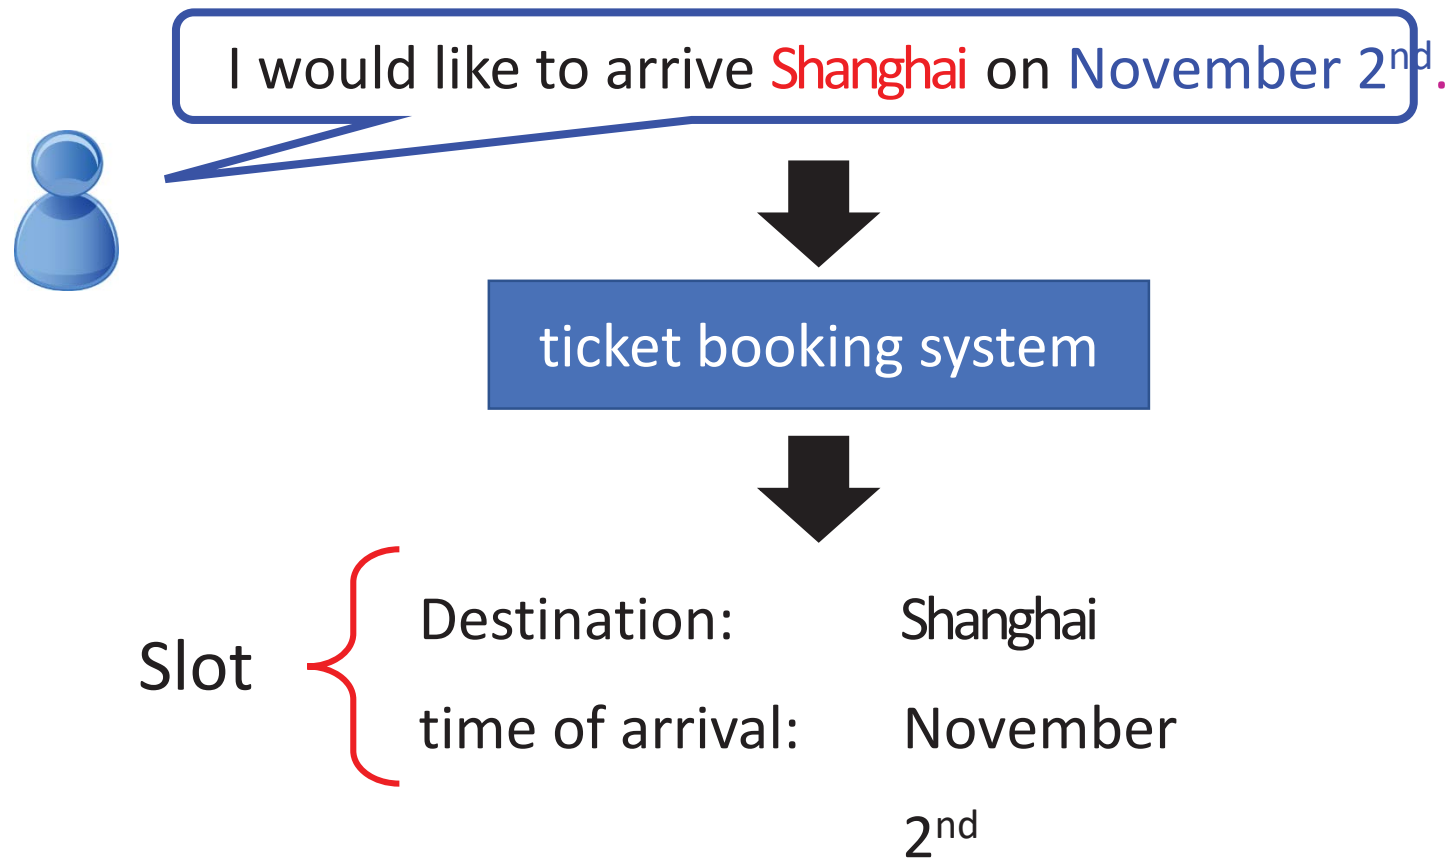 I would like to arrive Shanghai on November 2nd.
ticket booking system
Destination: Shanghai
Slot
time of arrival: November
2nd